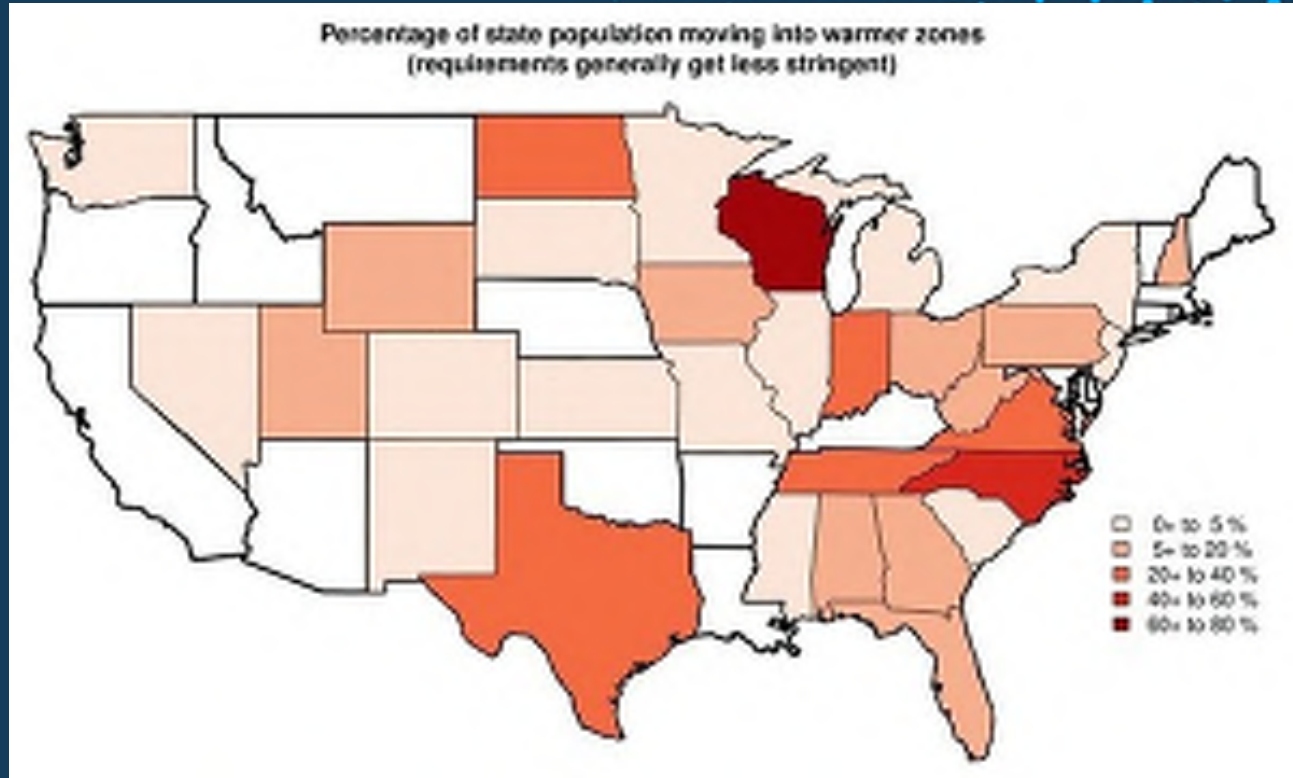 Percentage of state population moving into warmer zones
(requirements generally get less stringent)
0+ to 5 %
5+ to 20 %
20+ to 40 %
40+ to 60 %
60+ to 80 %